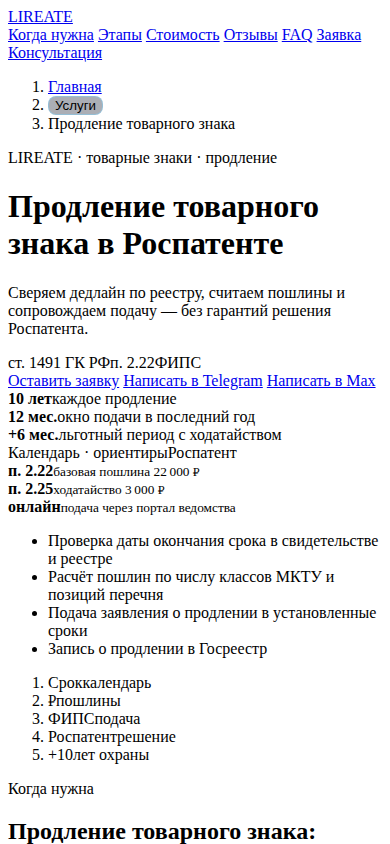 LIREATE
Когда нужна Этапы Стоимость Отзывы FAQ Заявка
Консультация
1. Главная
2. Услуги
3. Продление товарного знака
LIREATE · товарные знаки · продление
Продление товарного
знака в Роспатенте
Сверяем дедлайн по реестру, считаем пошлины и
сопровождаем подачу — без гарантий решения
Роспатента.
ст. 1491 ГК РФп. 2.22ФИПС
Оставить заявку Написать в Telegram Написать в Max
10 леткаждое продление
12 мес.окно подачи в последний год
+6 мес.льготный период с ходатайством
Календарь · ориентирыРоспатент
п. 2.22базовая пошлина 22 000 ₽
п. 2.25ходатайство 3 000 ₽
онлайнподача через портал ведомства
• Проверка даты окончания срока в свидетельстве
и реестре
• Расчёт пошлин по числу классов МКТУ и
позиций перечня
• Подача заявления о продлении в установленные
сроки
• Запись о продлении в Госреестр
1. Сроккалендарь
2. ₽пошлины
3. ФИПСподача
4. Роспатентрешение
5. +10лет охраны
Когда нужна
Продление товарного знака: